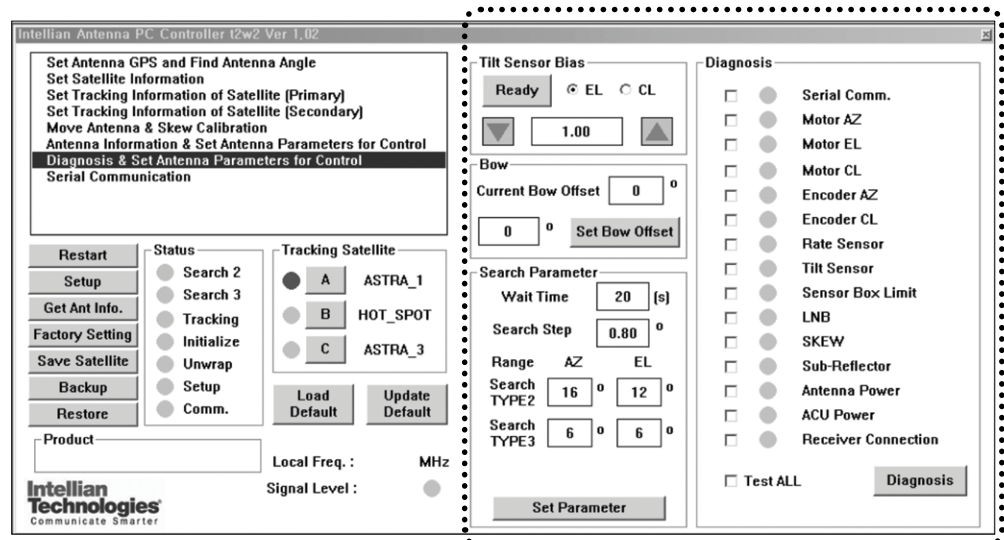 Intellian Antenna PC Controller t2w2 Ver 1,02
Set Antenna GPS and Find Antenna Angle
Set Satellite Information
Set Tracking Information of Satellite (Primary)
Set Tracking Information of Satellite (Secondary)
Move Antenna & Skew Calibration
Antenna Information & Set Antenna Parameters for Control
Diagnosis & Set Antenna Parameters for Control
Serial Communication
Restart
Setup
Get Ant Info.
Factory Setting
Save Satellite
Backup
Restore
Status
Search 2
Search 3
Tracking
Initialize
Unwrap
Setup
Comm.
Tracking Satellite
A ASTRA_1
B HOT_SPOT
C ASTRA_3
Load Default
Update Default
Product
Local Freq. : MHz
Signal Level :
Intellian
Technologies
Communicate Smarter
Tilt Sensor Bias
Ready EL CL
1.00
Bow
Current Bow Offset 0 °
0 ° Set Bow Offset
Search Parameter
Wait Time 20 (s)
Search Step 0.80 °
Range AZ EL
Search TYPE2 16 ° 12 °
Search TYPE3 6 ° 6 °
Set Parameter
Diagnosis
Serial Comm.
Motor AZ
Motor EL
Motor CL
Encoder AZ
Encoder CL
Rate Sensor
Tilt Sensor
Sensor Box Limit
LNB
SKEW
Sub-Reflector
Antenna Power
ACU Power
Receiver Connection
Test ALL Diagnosis